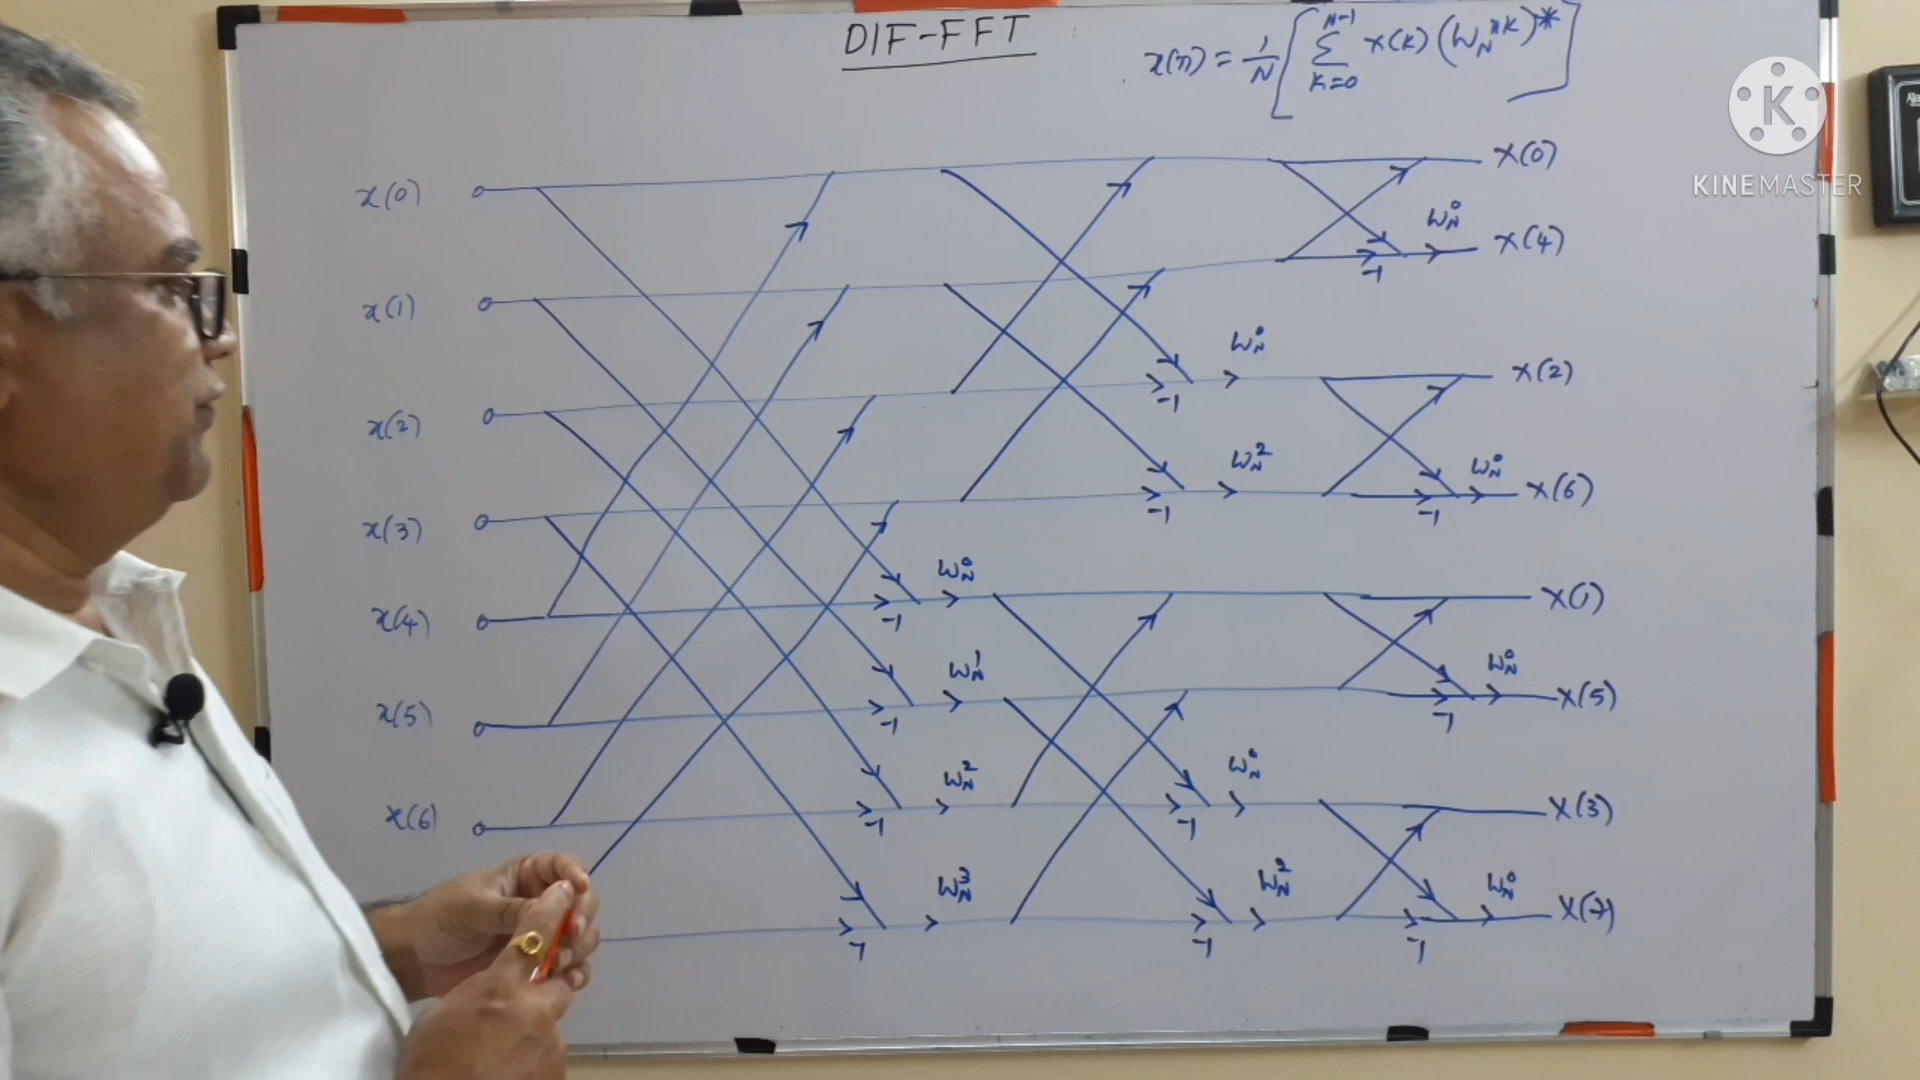 DIF-FFT
x(n) = 1/N [ N-1 Σ K=0 X(K) (W_N^nK)* ]
K
KINEMASTER
x(0)
X(0)
W_N^0
-1
X(4)
x(1)
W_N^0
-1
X(2)
x(2)
W_N^2
-1
W_N^0
-1
X(6)
x(3)
x(4)
W_N^0
-1
X(1)
x(5)
W_N^1
-1
W_N^0
-1
X(5)
x(6)
W_N^2
-1
W_N^0
-1
X(3)
W_N^3
-1
W_N^2
-1
W_N^0
-1
X(7)